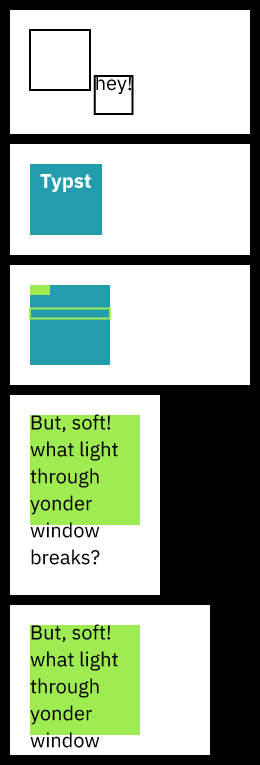 hey!
Typst
But, soft!
what light
through
yonder
window
breaks?
But, soft!
what light
through
yonder
window